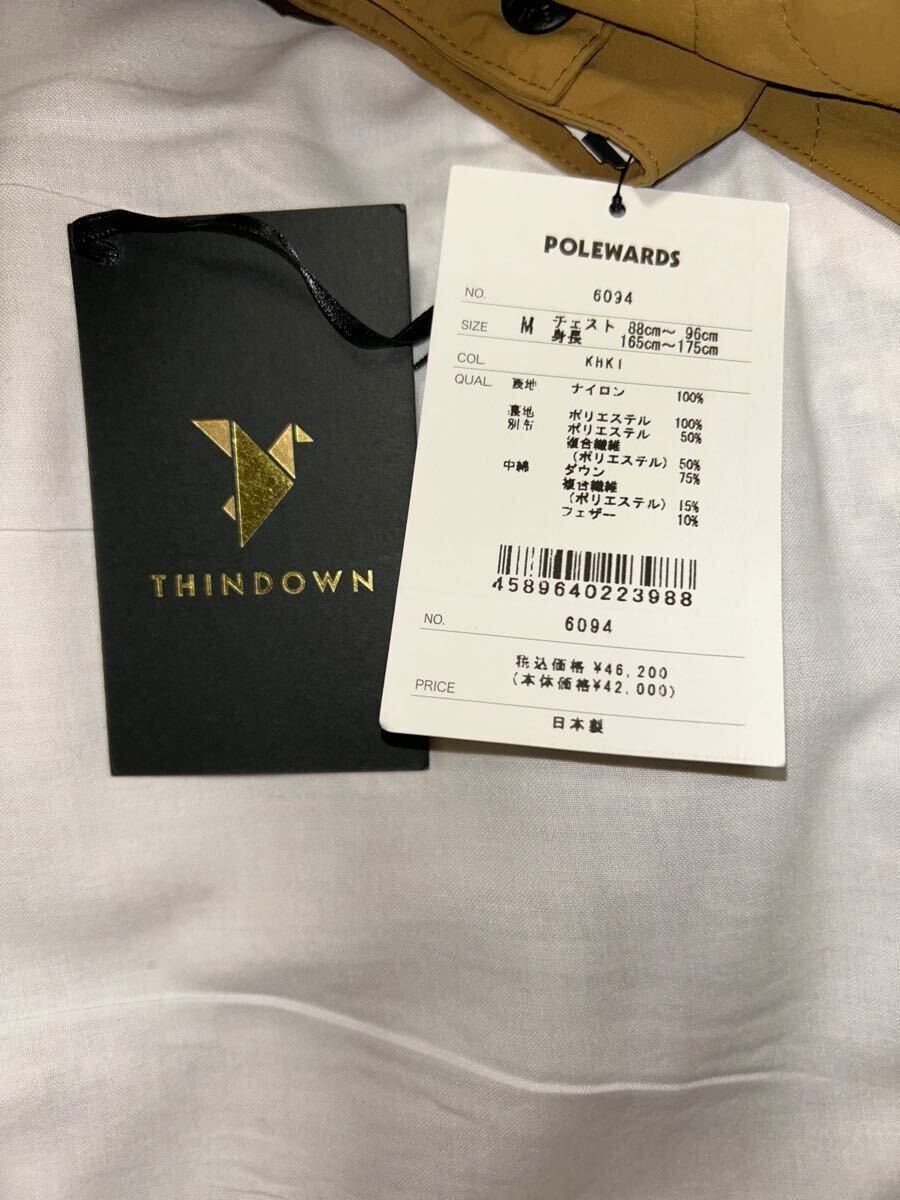 THINDOWN
POLEWARDS
NO. 6094
SIZE M チェスト 88cm～ 96cm
身長 165cm～175cm
COL. KHKI
QUAL. 表地 ナイロン 100%
裏地 ポリエステル 100%
別布 ポリエステル 50%
複合繊維
(ポリエステル) 50%
中綿 ダウン 75%
複合繊維
(ポリエステル) 15%
フェザー 10%
4589640223988
NO. 6094
税込価格 ¥46,200
PRICE (本体価格¥42,000)
日本製